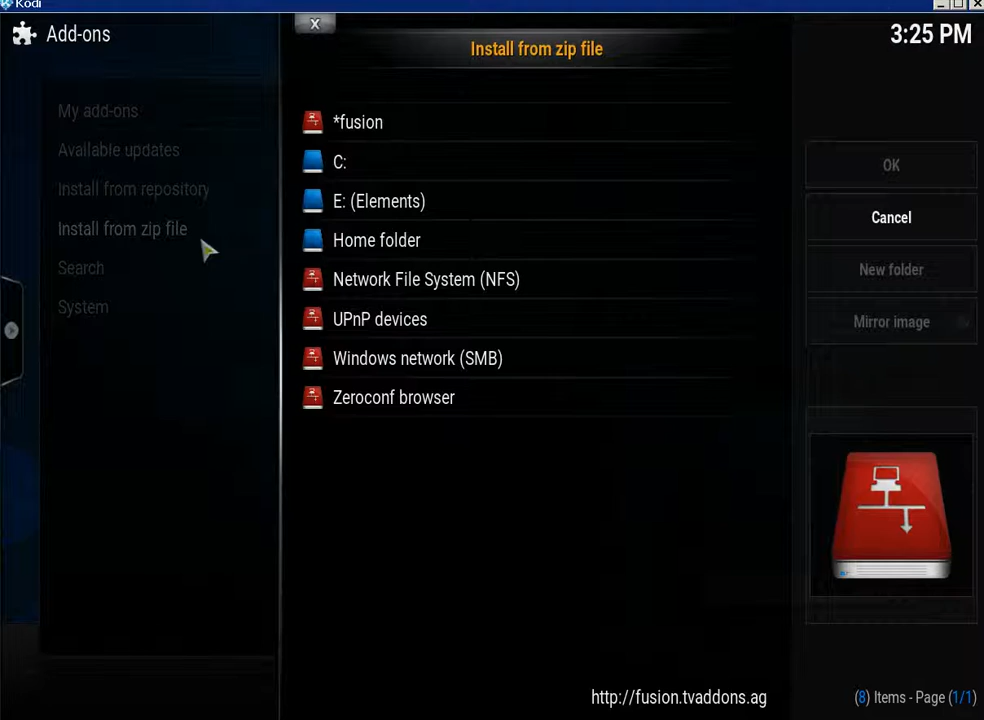 Kodi
Add-ons
X
Install from zip file
3:25 PM
My add-ons
Available updates
Install from repository
Install from zip file
Search
System
*fusion
C:
E: (Elements)
Home folder
Network File System (NFS)
UPnP devices
Windows network (SMB)
Zeroconf browser
OK
Cancel
New folder
Mirror image
http://fusion.tvaddons.ag
(8) Items - Page (1/1)